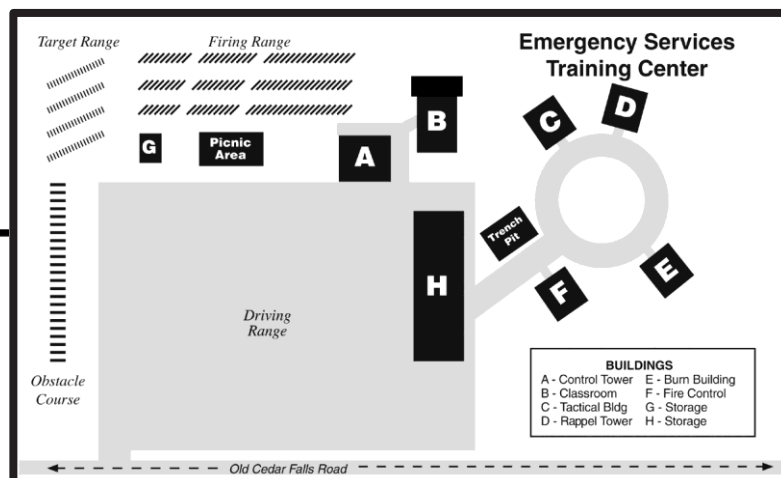 Target Range
Firing Range
Emergency Services
Training Center
D
C
B
G
Picnic
Area
A
Trench
Pit
H
E
F
Driving
Range
Obstacle
Course
BUILDINGS
A - Control Tower E - Burn Building
B - Classroom F - Fire Control
C - Tactical Bldg G - Storage
D - Rappel Tower H - Storage
Old Cedar Falls Road